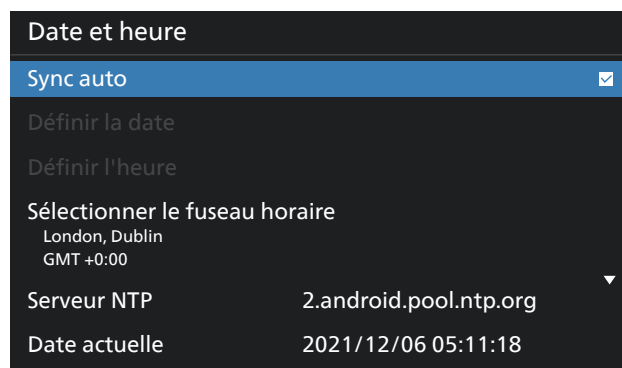 Date et heure
Sync auto
Définir la date
Définir l'heure
Sélectionner le fuseau horaire
London, Dublin
GMT +0:00
Serveur NTP 2.android.pool.ntp.org
Date actuelle 2021/12/06 05:11:18